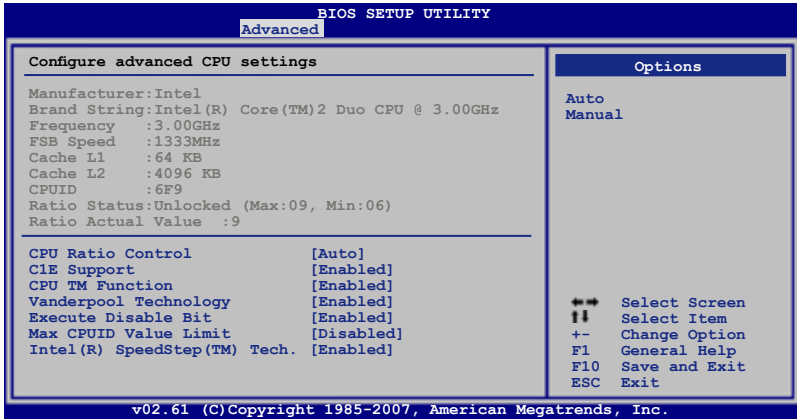 BIOS SETUP UTILITY
Advanced
Configure advanced CPU settings
Manufacturer:Intel
Brand String:Intel(R) Core(TM)2 Duo CPU @ 3.00GHz
Frequency :3.00GHz
FSB Speed :1333MHz
Cache L1 :64 KB
Cache L2 :4096 KB
CPUID :6F9
Ratio Status:Unlocked (Max:09, Min:06)
Ratio Actual Value :9
CPU Ratio Control [Auto]
C1E Support [Enabled]
CPU TM Function [Enabled]
Vanderpool Technology [Enabled]
Execute Disable Bit [Enabled]
Max CPUID Value Limit [Disabled]
Intel(R) SpeedStep(TM) Tech. [Enabled]
Options
Auto
Manual
←→ Select Screen
↑↓ Select Item
+- Change Option
F1 General Help
F10 Save and Exit
ESC Exit
v02.61 (C)Copyright 1985-2007, American Megatrends, Inc.